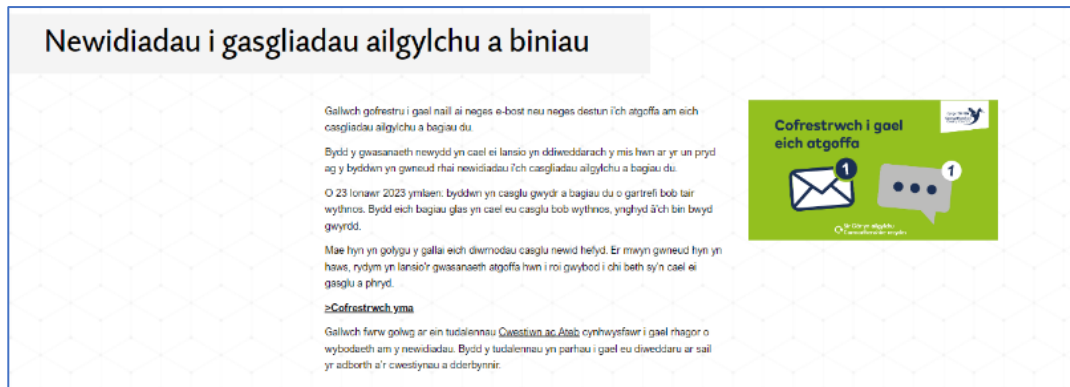 Newidiadau i gasgliadau ailgylchu a biniau
Gallwch gofrestru i gael naill ai neges e-bost neu neges destun i'ch atgoffa am eich
casgliadau ailgylchu a bagiau du.
Bydd y gwasanaeth newydd yn cael ei lansio yn ddiweddarach y mis hwn ar yr un pryd
ag y byddwn yn gwneud rhai newidiadau i'ch casgliadau ailgylchu a bagiau du.
O 23 Ionawr 2023 ymlaen: byddwn yn casglu gwydr a bagiau du o gartrefi bob tair
wythnos. Bydd eich bagiau glas yn cael eu casglu bob wythnos, ynghyd â'ch bin bwyd
gwyrdd.
Mae hyn yn golygu y gallai eich diwrnodau casglu newid hefyd. Er mwyn gwneud hyn yn
haws, rydym yn lansio'r gwasanaeth atgoffa hwn i roi gwybod i chi beth sy'n cael ei
gasglu a phryd.
>Cofrestrwch yma
Gallwch fwrw golwg ar ein tudalennau Cwestiwn ac Ateb cynhwysfawr i gael rhagor o
wybodaeth am y newidiadau. Bydd y tudalennau yn parhau i gael eu diweddaru ar sail
yr adborth a'r cwestiynau a dderbynnir.
Cofrestrwch i gael
eich atgoffa
1
1